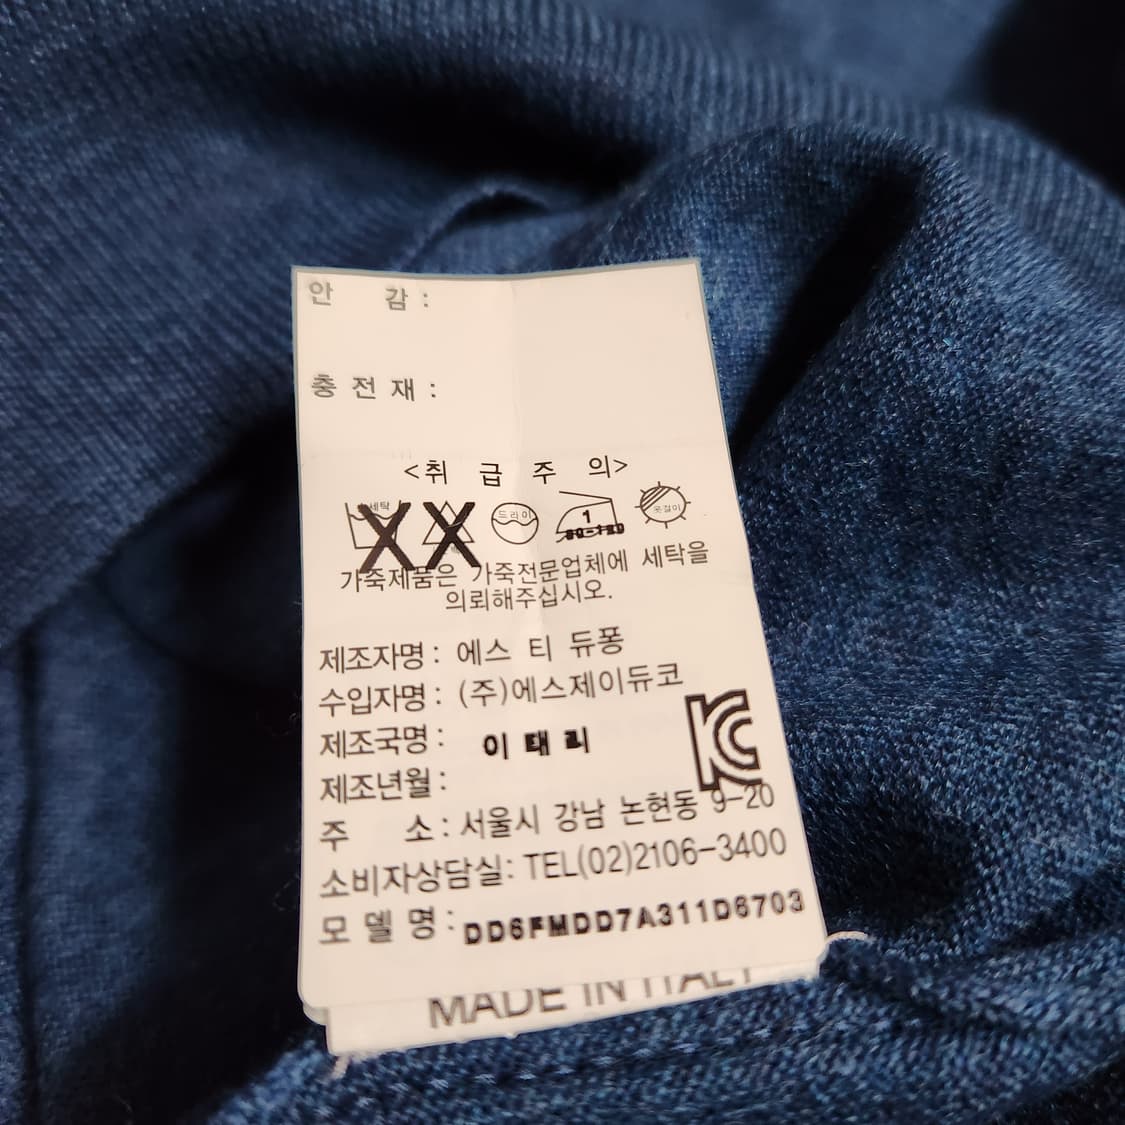 안 감 :
충 전 재 :
<취 급 주 의>
세탁 드라이 1 80-120 옷걸이
가죽제품은 가죽전문업체에 세탁을
의뢰해주십시오.
제조자명 : 에스 티 듀퐁
수입자명 : (주)에스제이듀코
제조국명 : 이태리
제조년월 :
주 소 : 서울시 강남 논현동 9-20
소비자상담실: TEL(02)2106-3400
모 델 명 : DD6FMDD7A311D6703
MADE IN ITALY